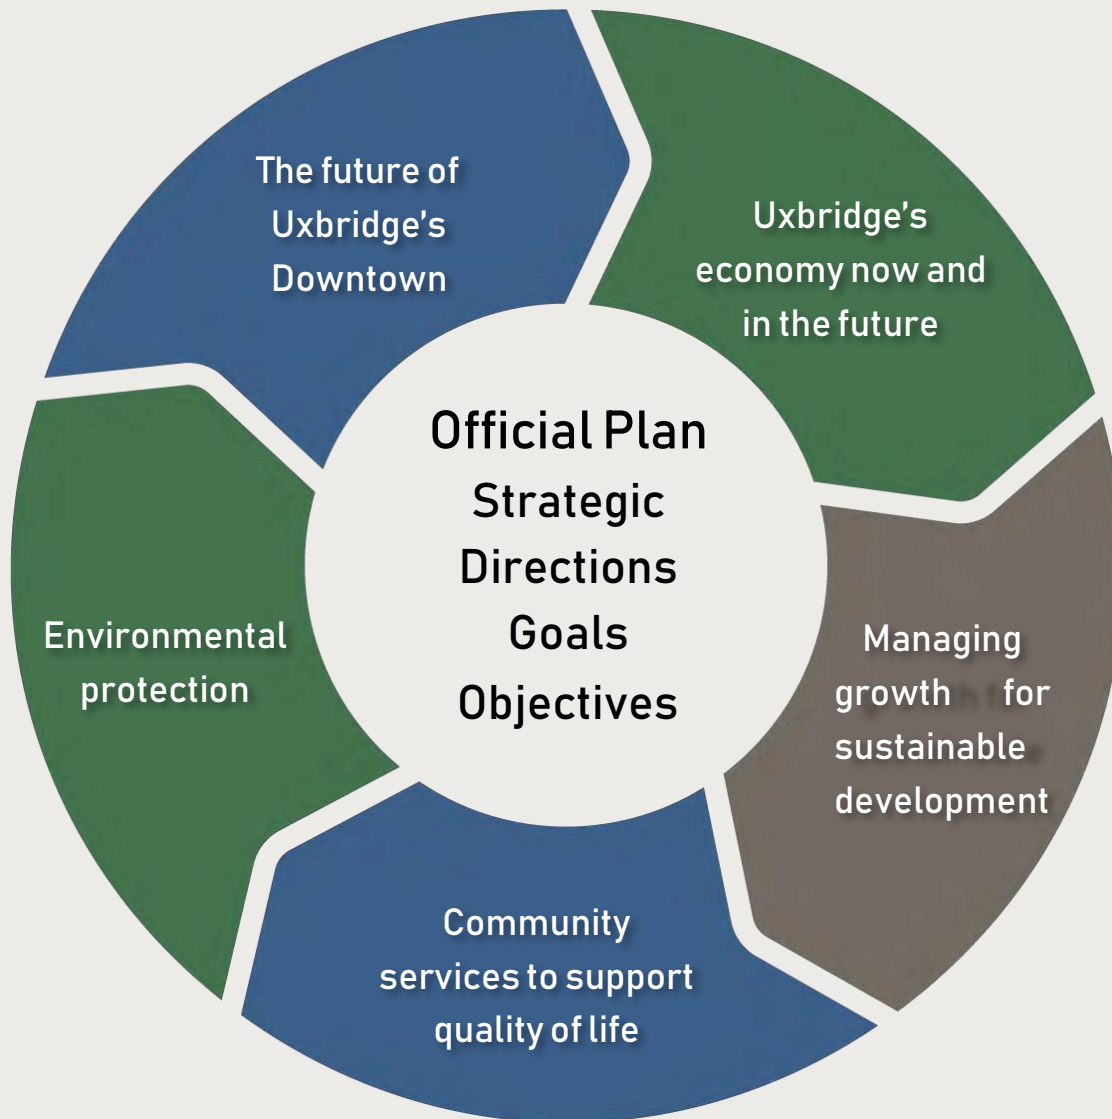 The future of
Uxbridge's
Downtown
Uxbridge's
economy now and
in the future
Official Plan
Strategic
Directions
Goals
Objectives
Environmental
protection
Managing
growth for
sustainable
development
Community
services to support
quality of life